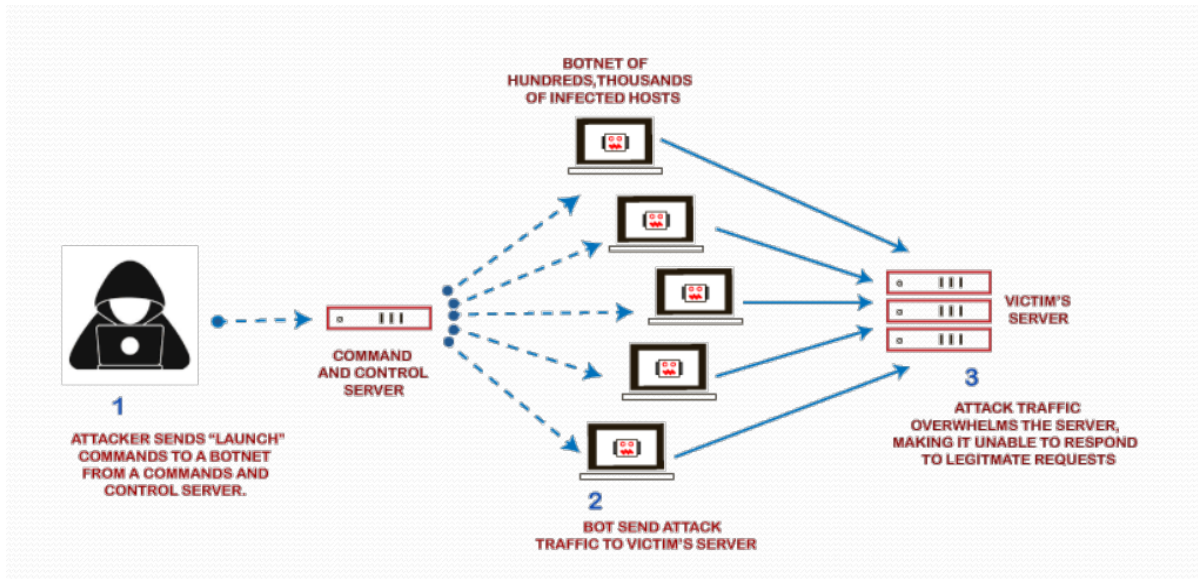 BOTNET OF
HUNDREDS,THOUSANDS
OF INFECTED HOSTS
COMMAND
AND CONTROL
SERVER
VICTIM'S
SERVER
1
ATTACKER SENDS “LAUNCH”
COMMANDS TO A BOTNET
FROM A COMMANDS AND
CONTROL SERVER.
2
BOT SEND ATTACK
TRAFFIC TO VICTIM'S SERVER
3
ATTACK TRAFFIC
OVERWHELMS THE SERVER,
MAKING IT UNABLE TO RESPOND
TO LEGITMATE REQUESTS